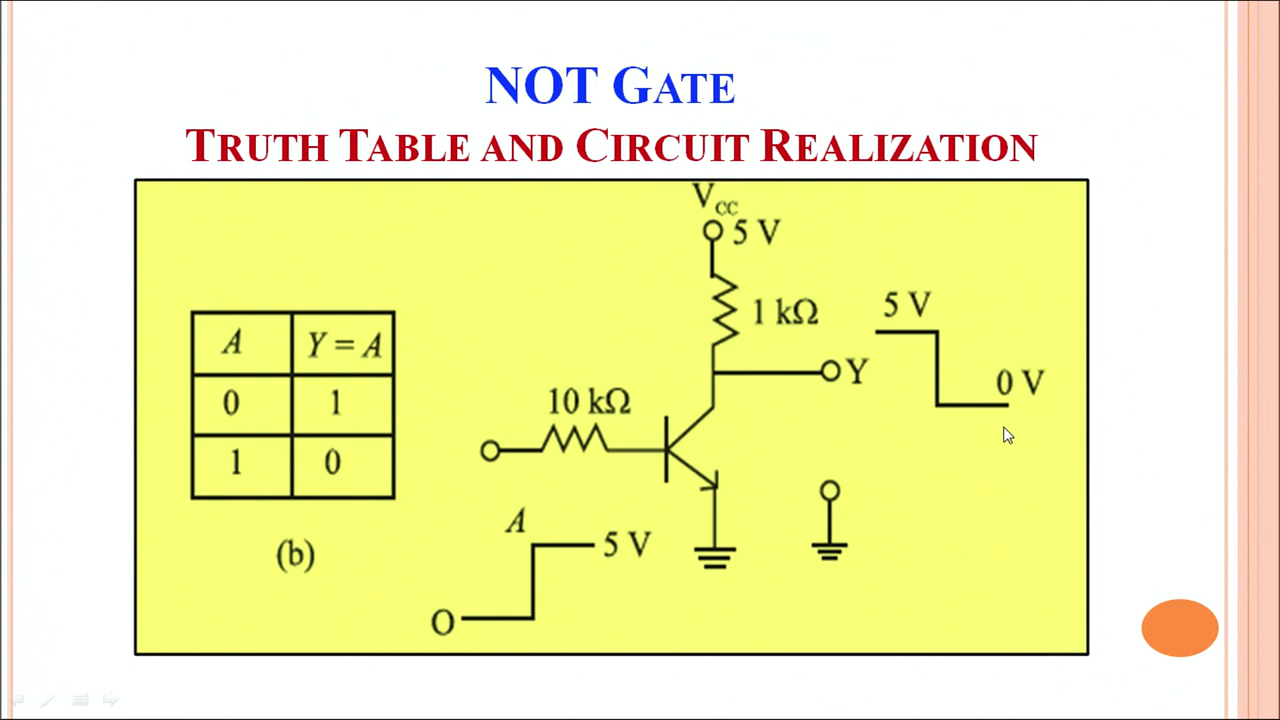 NOT GATE
TRUTH TABLE AND CIRCUIT REALIZATION
V_CC
5 V
1 kΩ
5 V
A Y = A
0 1
1 0
(b)
10 kΩ
Y
0 V
A
5 V
O